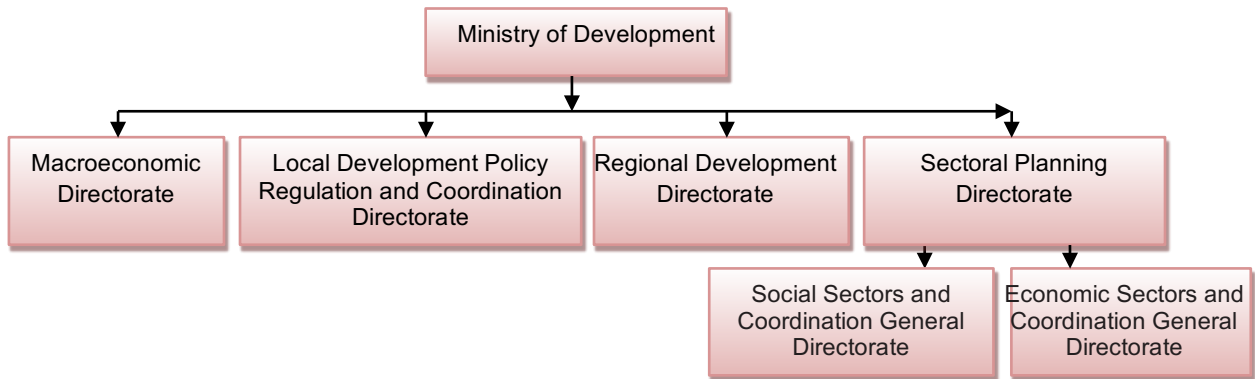 Ministry of Development
Macroeconomic
Directorate
Local Development Policy
Regulation and Coordination
Directorate
Regional Development
Directorate
Sectoral Planning
Directorate
Social Sectors and
Coordination General
Directorate
Economic Sectors and
Coordination General
Directorate